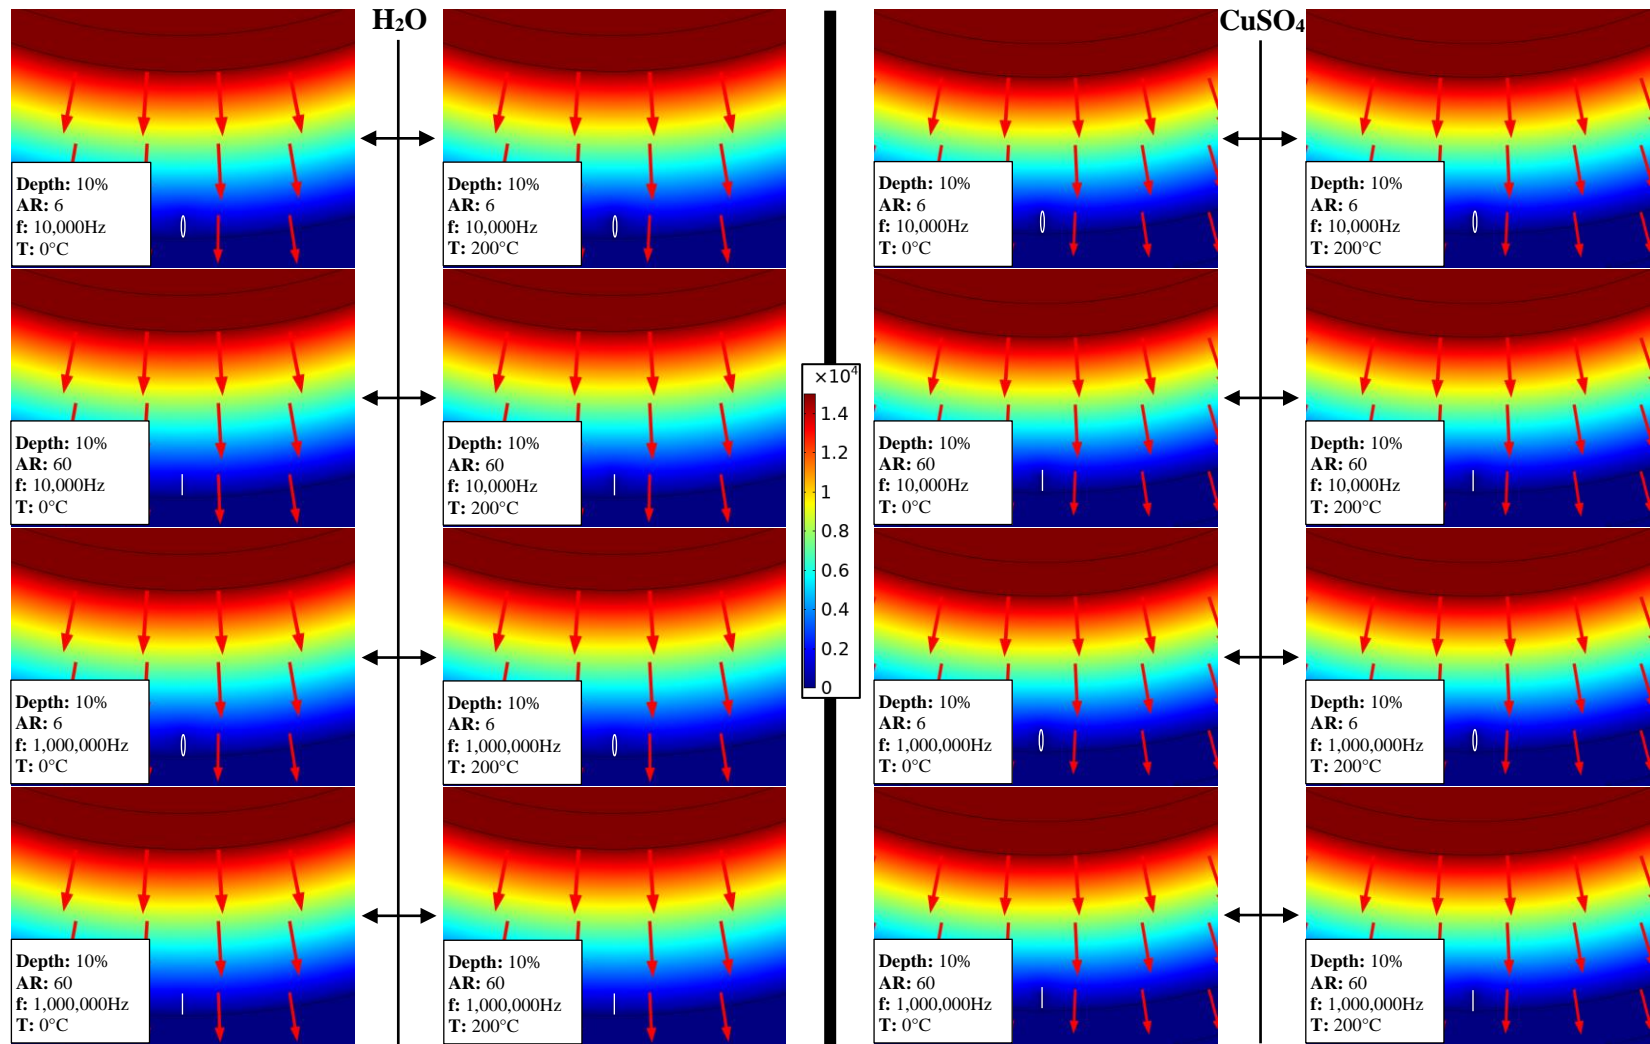 H₂O
CuSO₄
Depth: 10%
AR: 6
f: 10,000Hz
T: 0°C
Depth: 10%
AR: 6
f: 10,000Hz
T: 200°C
Depth: 10%
AR: 6
f: 10,000Hz
T: 0°C
Depth: 10%
AR: 6
f: 10,000Hz
T: 200°C
Depth: 10%
AR: 60
f: 10,000Hz
T: 0°C
Depth: 10%
AR: 60
f: 10,000Hz
T: 200°C
×10⁴
1.4
1.2
1
0.8
0.6
0.4
0.2
0
Depth: 10%
AR: 60
f: 10,000Hz
T: 0°C
Depth: 10%
AR: 60
f: 10,000Hz
T: 200°C
Depth: 10%
AR: 6
f: 1,000,000Hz
T: 0°C
Depth: 10%
AR: 6
f: 1,000,000Hz
T: 200°C
Depth: 10%
AR: 6
f: 1,000,000Hz
T: 0°C
Depth: 10%
AR: 6
f: 1,000,000Hz
T: 200°C
Depth: 10%
AR: 60
f: 1,000,000Hz
T: 0°C
Depth: 10%
AR: 60
f: 1,000,000Hz
T: 200°C
Depth: 10%
AR: 60
f: 1,000,000Hz
T: 0°C
Depth: 10%
AR: 60
f: 1,000,000Hz
T: 200°C